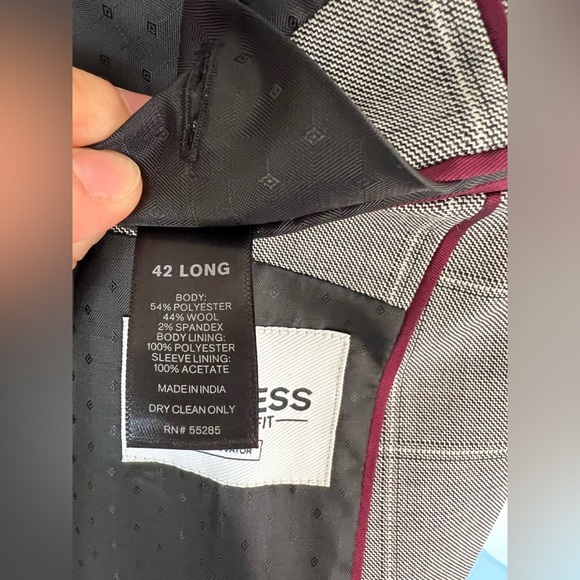 42 LONG
BODY:
54% POLYESTER
44% WOOL
2% SPANDEX
BODY LINING:
100% POLYESTER
SLEEVE LINING:
100% ACETATE
MADE IN INDIA
DRY CLEAN ONLY
RN# 55285
ESS
FIT
VATOR